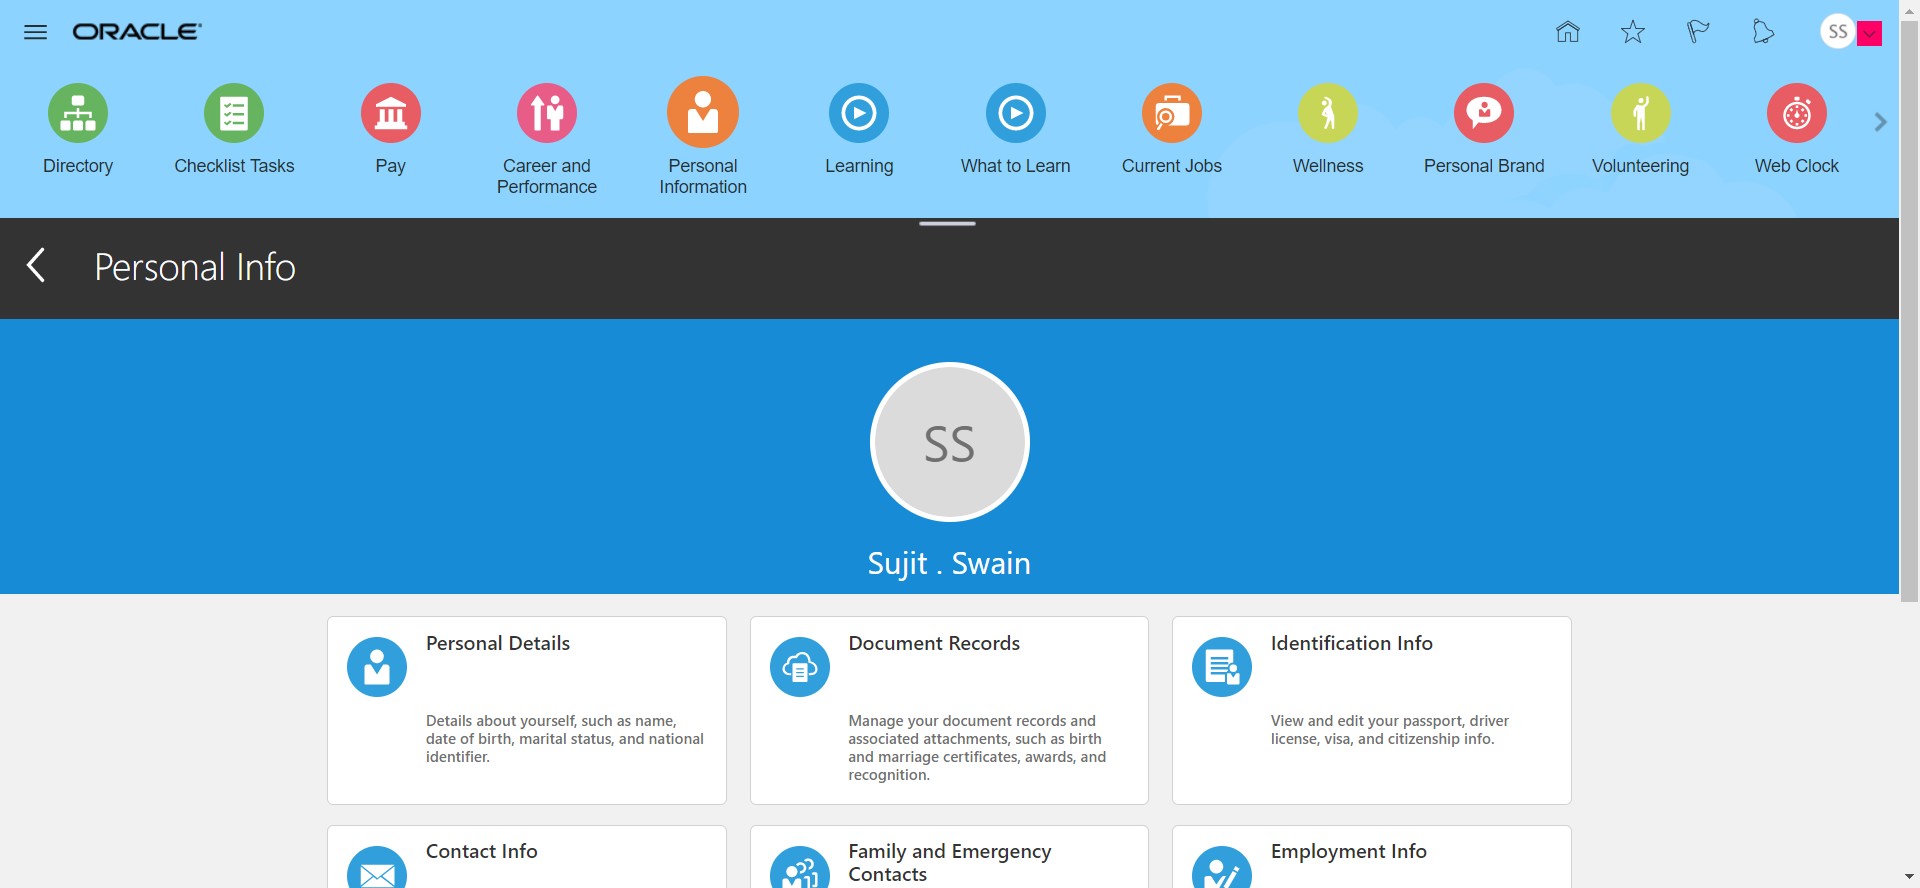 ORACLE
SS
Directory
Checklist Tasks
Pay
Career and
Performance
Personal
Information
Learning
What to Learn
Current Jobs
Wellness
Personal Brand
Volunteering
Web Clock
Personal Info
SS
Sujit . Swain
Personal Details
Details about yourself, such as name,
date of birth, marital status, and national
identifier.
Document Records
Manage your document records and
associated attachments, such as birth
and marriage certificates, awards, and
recognition.
Identification Info
View and edit your passport, driver
license, visa, and citizenship info.
Contact Info
Family and Emergency
Contacts
Employment Info